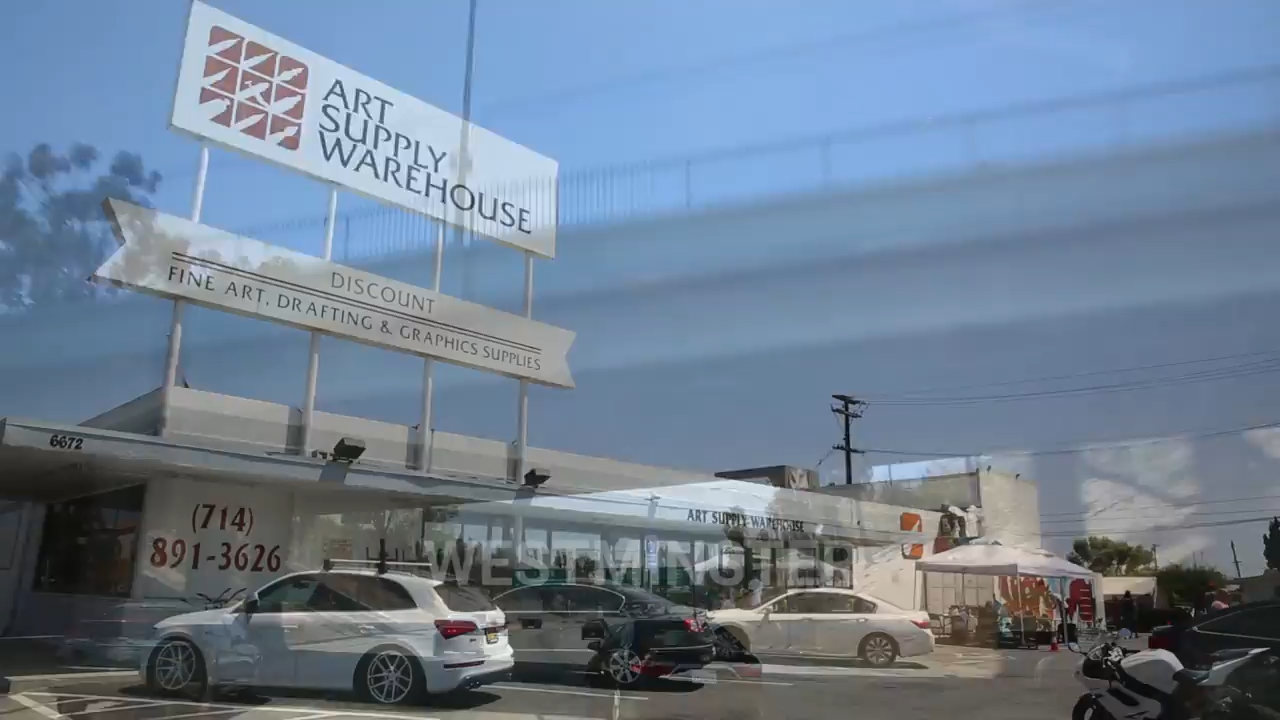 ART
SUPPLY
WAREHOUSE
DISCOUNT
FINE ART, DRAFTING & GRAPHICS SUPPLIES
6672
(714)
891-3626
ART SUPPLY WAREHOUSE
WESTMINSTER